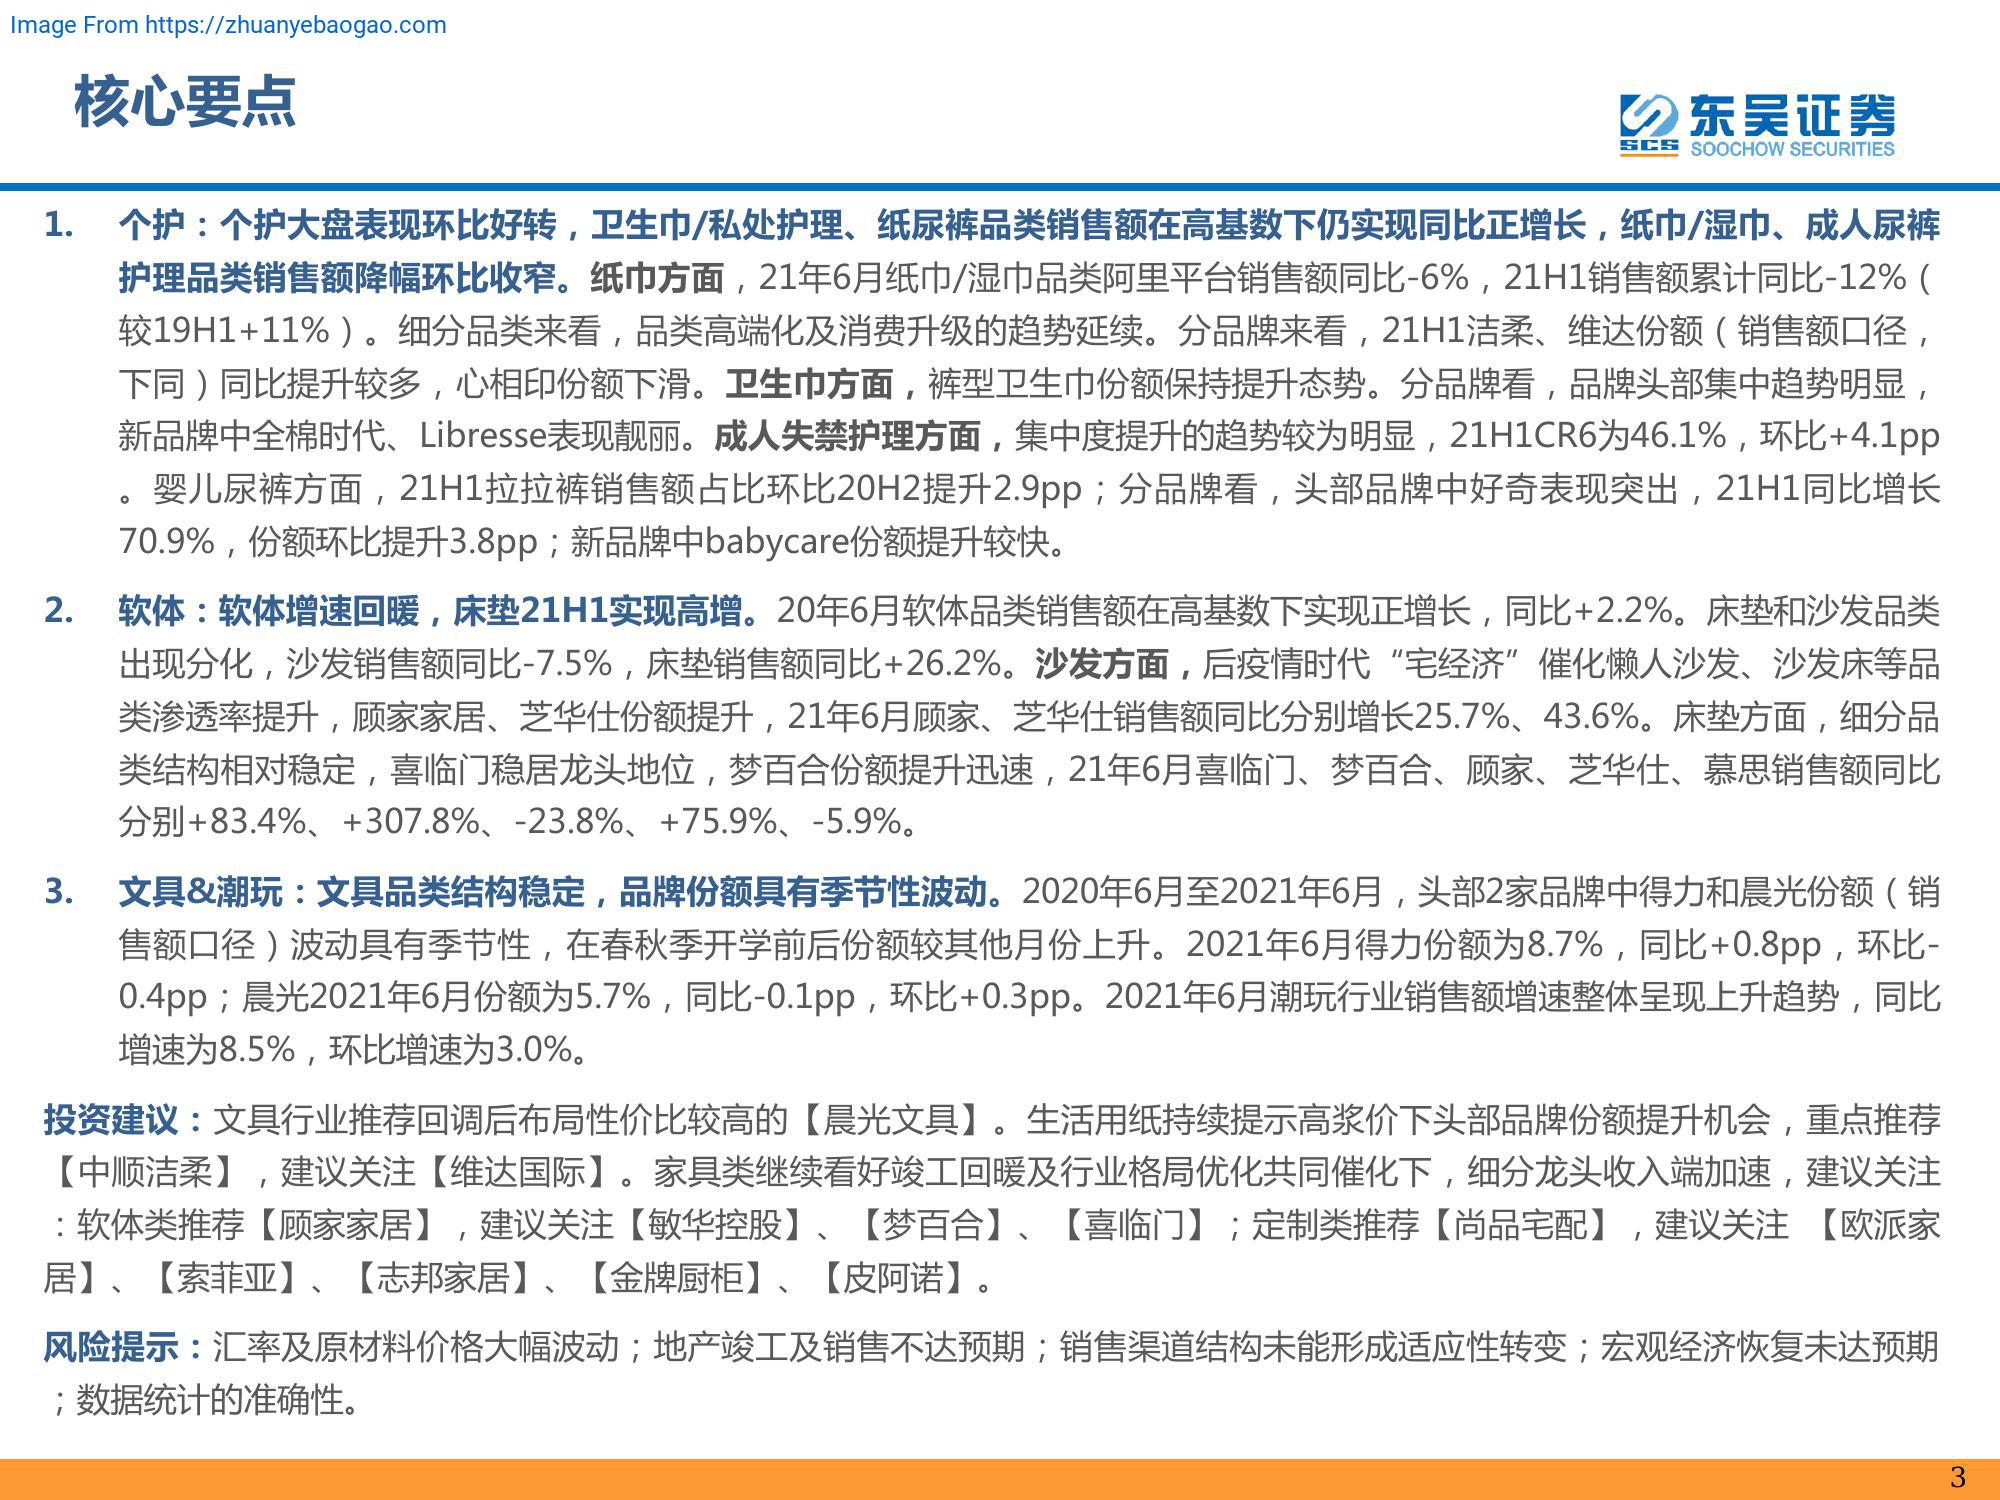 Image From https://zhuanyebaogao.com
核心要点
东吴证券
SCS
SOOCHOW SECURITIES
1. 个护：个护大盘表现环比好转，卫生巾/私处护理、纸尿裤品类销售额在高基数下仍实现同比正增长，纸巾/湿巾、成人尿裤
护理品类销售额降幅环比收窄。纸巾方面，21年6月纸巾/湿巾品类阿里平台销售额同比-6%，21H1销售额累计同比-12%（
较19H1+11%）。细分品类来看，品类高端化及消费升级的趋势延续。分品牌来看，21H1洁柔、维达份额（销售额口径，
下同）同比提升较多，心相印份额下滑。卫生巾方面，裤型卫生巾份额保持提升态势。分品牌看，品牌头部集中趋势明显，
新品牌中全棉时代、Libresse表现靓丽。成人失禁护理方面，集中度提升的趋势较为明显，21H1CR6为46.1%，环比+4.1pp
。婴儿尿裤方面，21H1拉拉裤销售额占比环比20H2提升2.9pp；分品牌看，头部品牌中好奇表现突出，21H1同比增长
70.9%，份额环比提升3.8pp；新品牌中babycare份额提升较快。
2. 软体：软体增速回暖，床垫21H1实现高增。20年6月软体品类销售额在高基数下实现正增长，同比+2.2%。床垫和沙发品类
出现分化，沙发销售额同比-7.5%，床垫销售额同比+26.2%。沙发方面，后疫情时代“宅经济”催化懒人沙发、沙发床等品
类渗透率提升，顾家家居、芝华仕份额提升，21年6月顾家、芝华仕销售额同比分别增长25.7%、43.6%。床垫方面，细分品
类结构相对稳定，喜临门稳居龙头地位，梦百合份额提升迅速，21年6月喜临门、梦百合、顾家、芝华仕、慕思销售额同比
分别+83.4%、+307.8%、-23.8%、+75.9%、-5.9%。
3. 文具&潮玩：文具品类结构稳定，品牌份额具有季节性波动。2020年6月至2021年6月，头部2家品牌中得力和晨光份额（销
售额口径）波动具有季节性，在春秋季开学前后份额较其他月份上升。2021年6月得力份额为8.7%，同比+0.8pp，环比-
0.4pp；晨光2021年6月份额为5.7%，同比-0.1pp，环比+0.3pp。2021年6月潮玩行业销售额增速整体呈现上升趋势，同比
增速为8.5%，环比增速为3.0%。
投资建议：文具行业推荐回调后布局性价比较高的【晨光文具】。生活用纸持续提示高浆价下头部品牌份额提升机会，重点推荐
【中顺洁柔】，建议关注【维达国际】。家具类继续看好竣工回暖及行业格局优化共同催化下，细分龙头收入端加速，建议关注
：软体类推荐【顾家家居】，建议关注【敏华控股】、【梦百合】、【喜临门】；定制类推荐【尚品宅配】，建议关注 【欧派家
居】、【索菲亚】、【志邦家居】、【金牌厨柜】、【皮阿诺】。
风险提示：汇率及原材料价格大幅波动；地产竣工及销售不达预期；销售渠道结构未能形成适应性转变；宏观经济恢复未达预期
；数据统计的准确性。
3